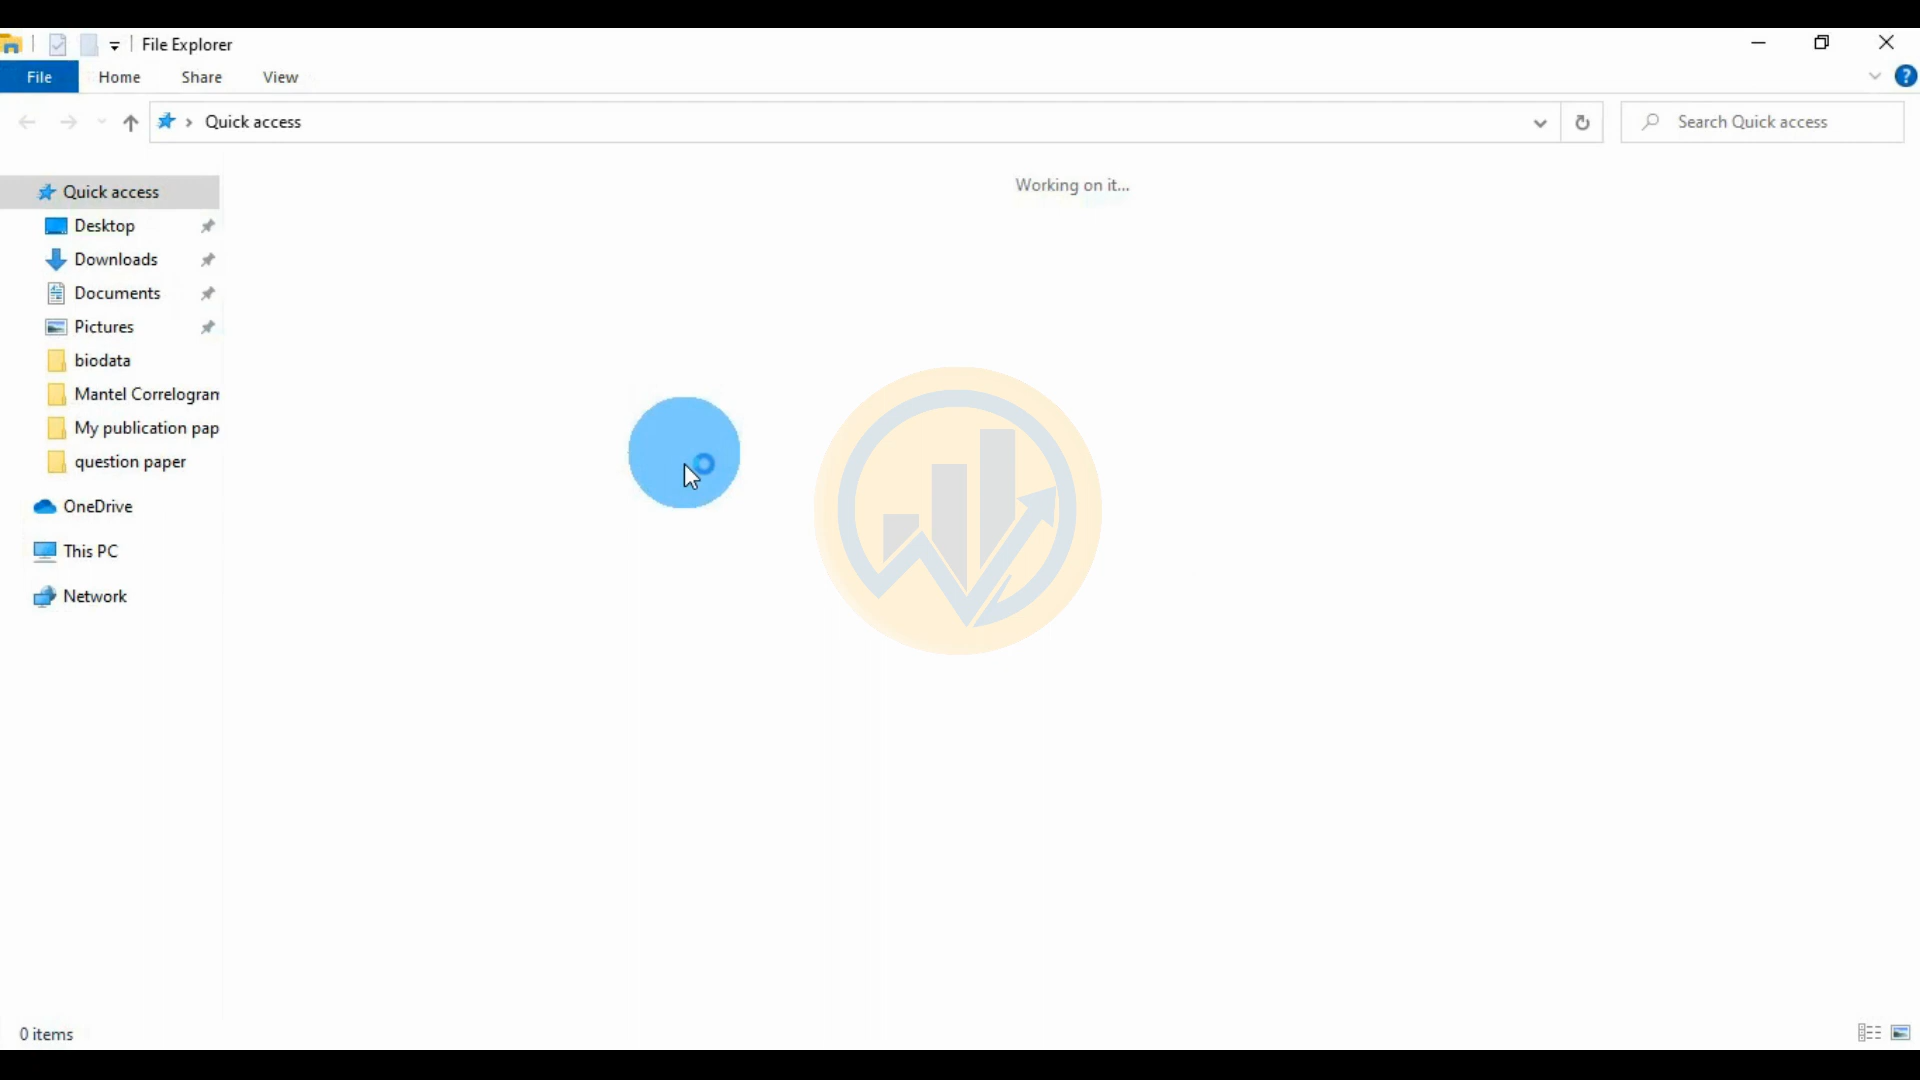 File Explorer
File Home Share View
Quick access
Search Quick access
Working on it...
Quick access
Desktop
Downloads
Documents
Pictures
biodata
Mantel Correlogram
My publication pap
question paper
OneDrive
This PC
Network
0 items